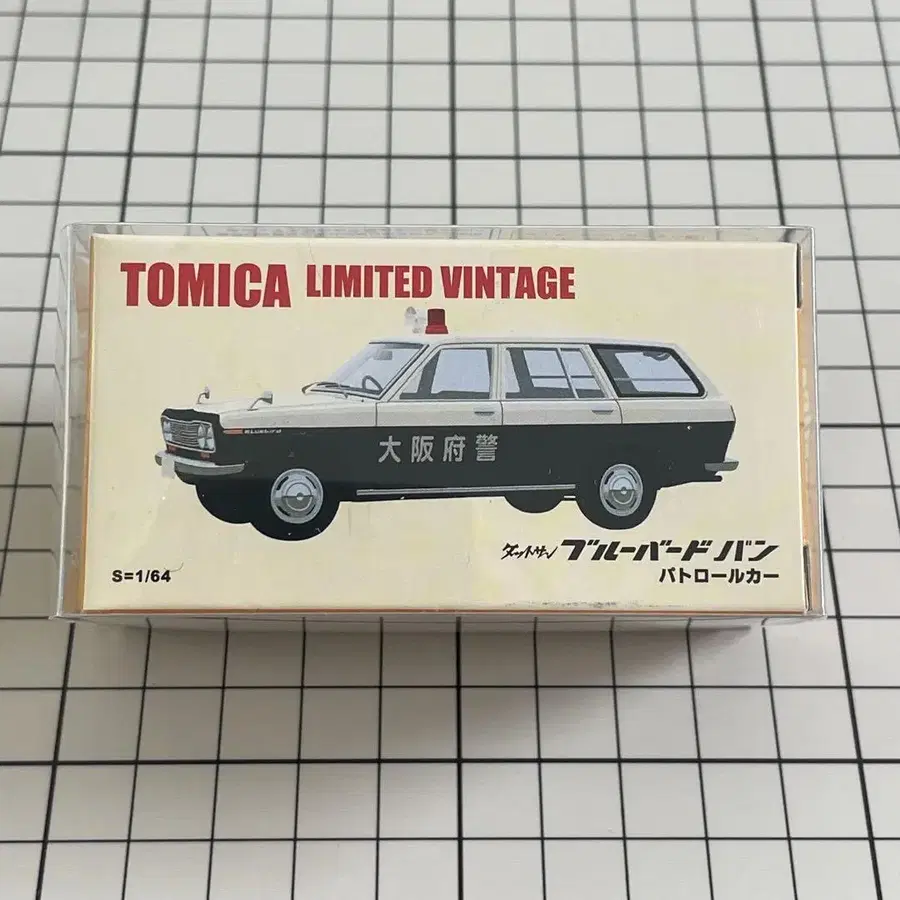 TOMICA LIMITED VINTAGE
BLUEBIRD
大阪府警
ダットサン ブルーバード バン
パトロールカー
S=1/64